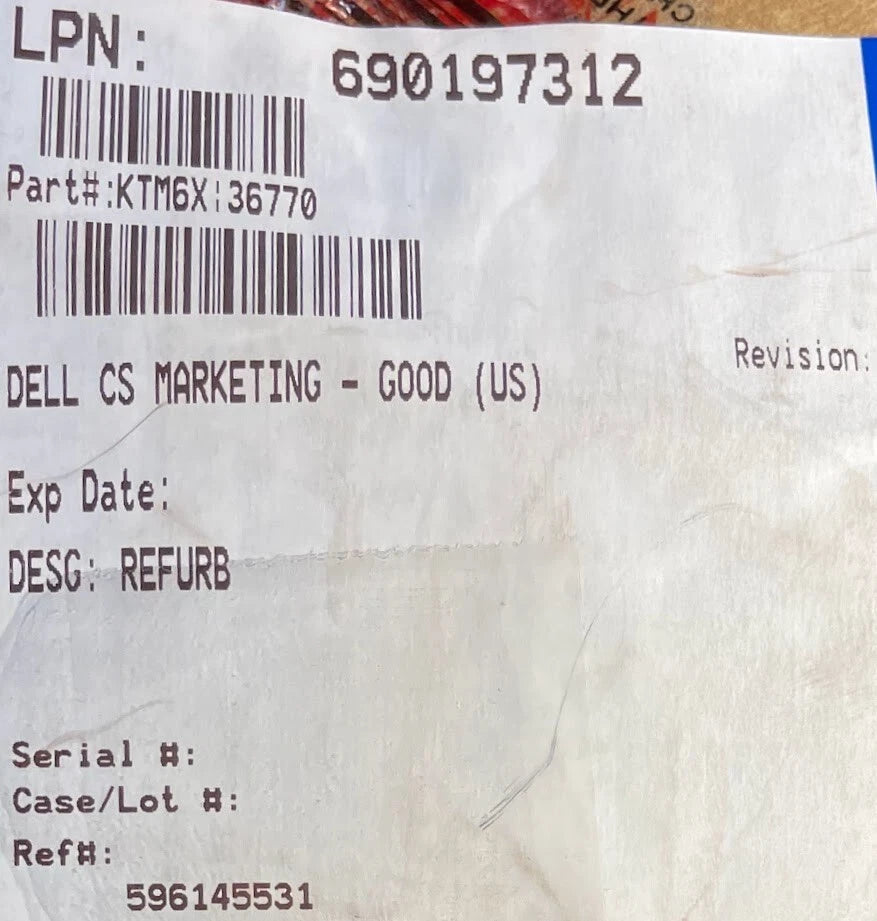 LPN:
690197312
Part#:KTM6X:36770
Revision:
DELL CS MARKETING - GOOD (US)
Exp Date:
DESG: REFURB
Serial #:
Case/Lot #:
Ref#:
596145531